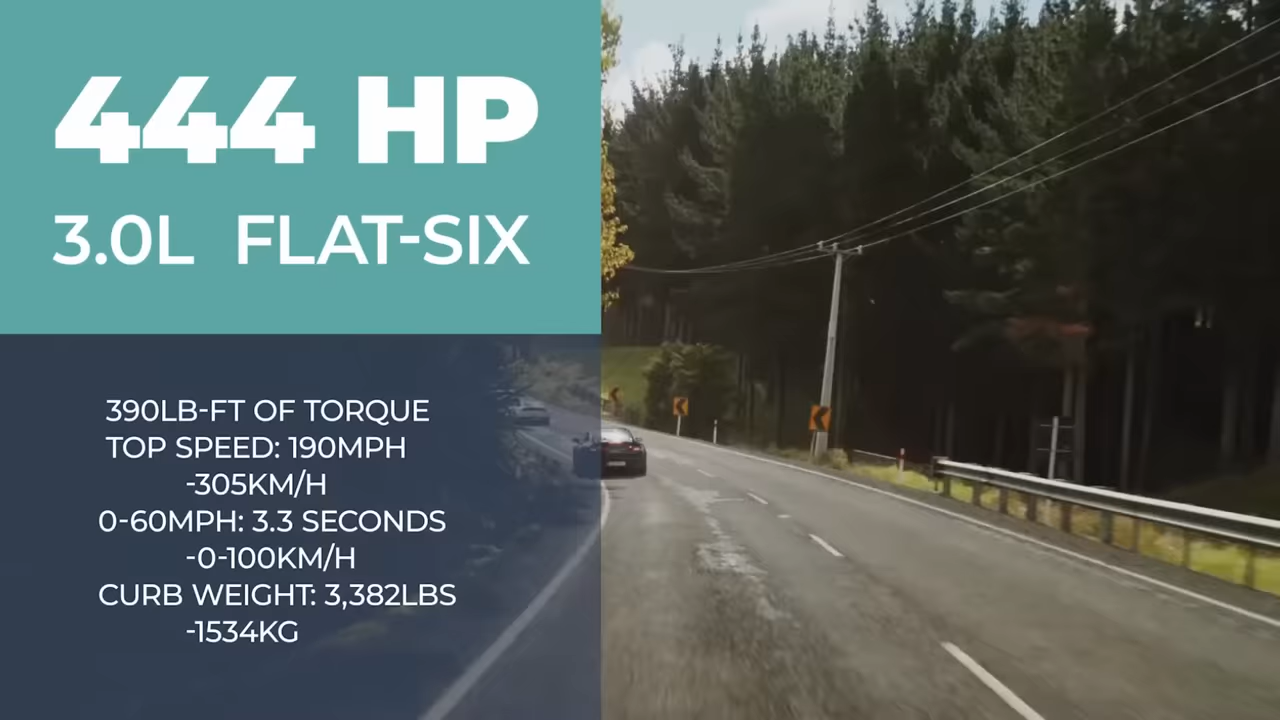 444 HP
3.0L FLAT-SIX
390LB-FT OF TORQUE
TOP SPEED: 190MPH
-305KM/H
0-60MPH: 3.3 SECONDS
-0-100KM/H
CURB WEIGHT: 3,382LBS
-1534KG